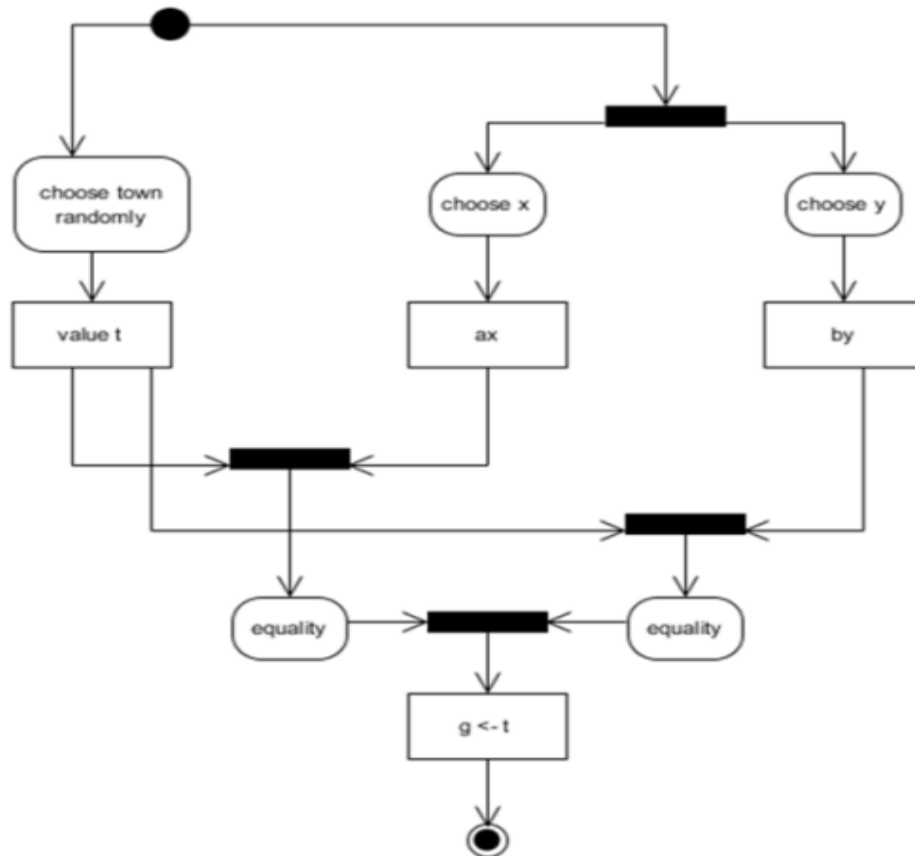 choose town
randomly
choose x
choose y
value t
ax
by
equality
equality
g <- t